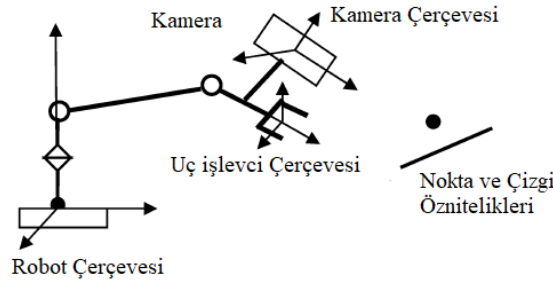 Kamera
Kamera Çerçevesi
Uç işlevci Çerçevesi
Nokta ve Çizgi
Öznitelikleri
Robot Çerçevesi